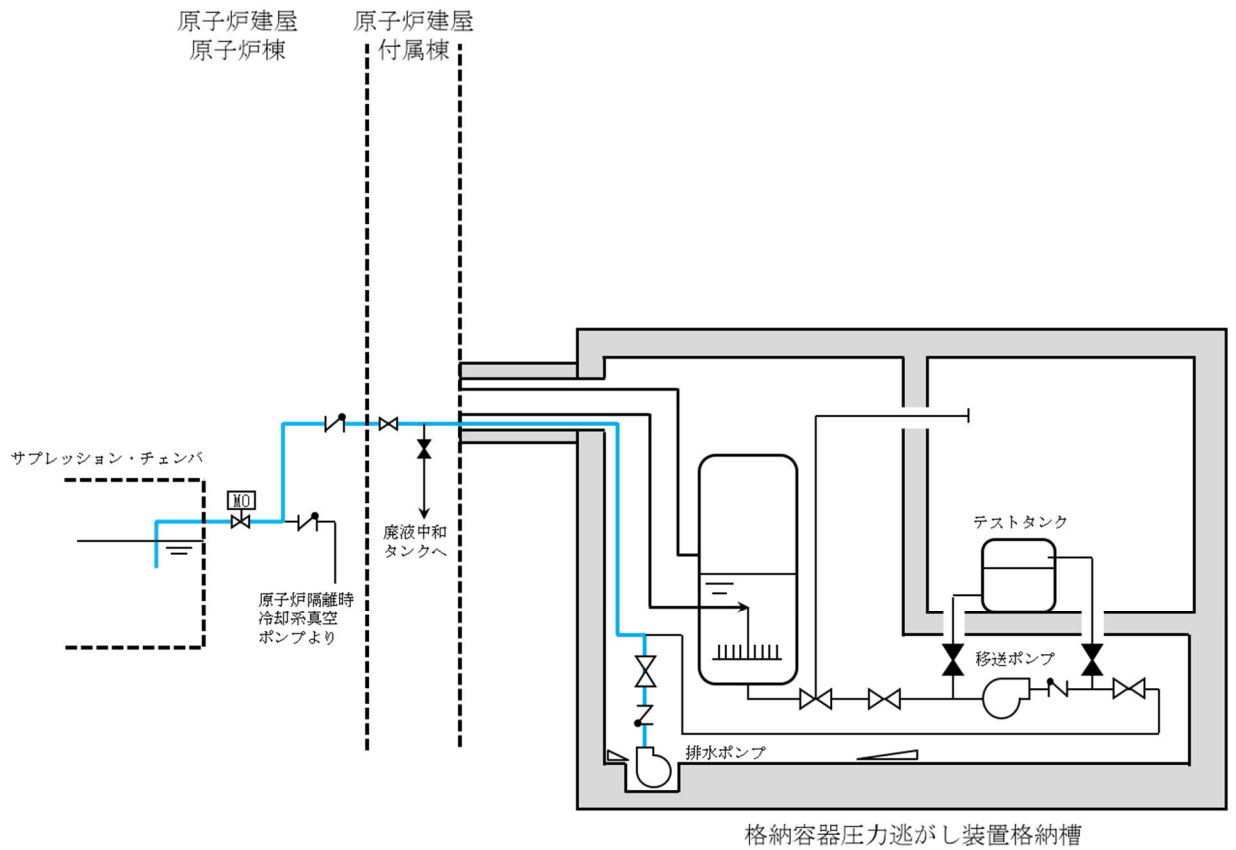 原子炉建屋
原子炉棟
原子炉建屋
付属棟
サプレッション・チェンバ
MO
廃液中和
タンクへ
原子炉隔離時
冷却系真空
ポンプより
テストタンク
移送ポンプ
排水ポンプ
格納容器圧力逃がし装置格納槽